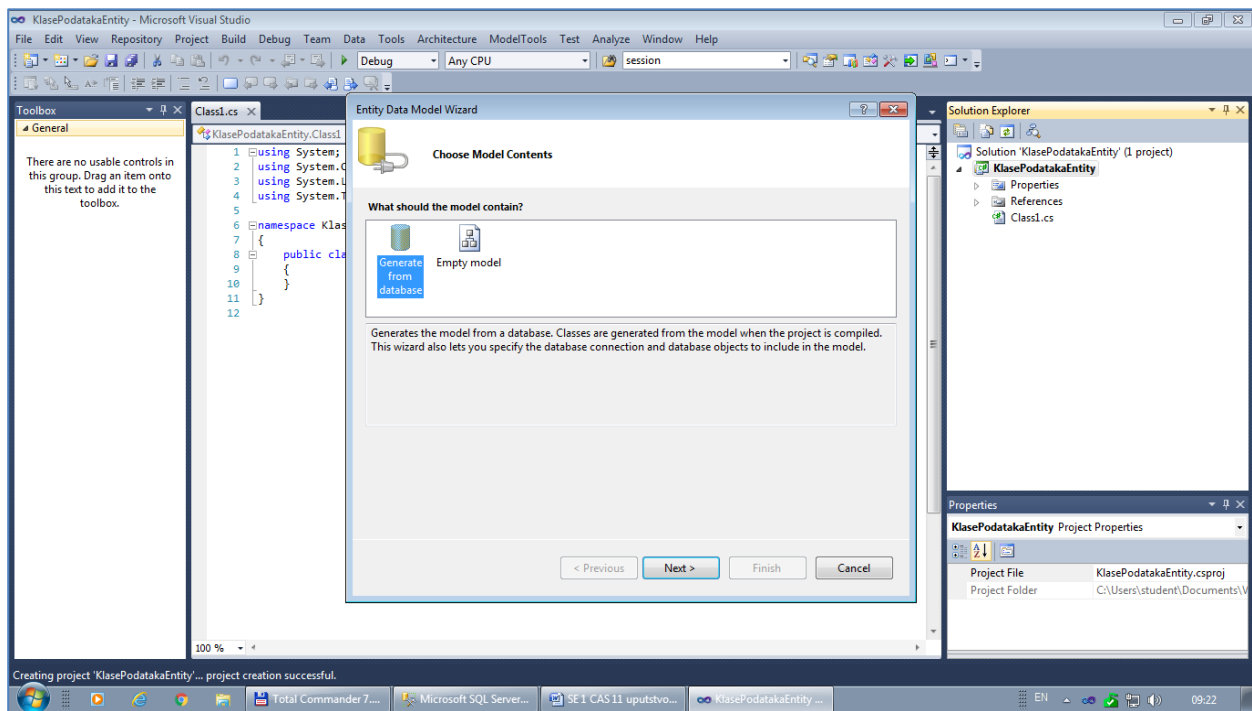 KlasePodatakaEntity - Microsoft Visual Studio
File Edit View Repository Project Build Debug Team Data Tools Architecture ModelTools Test Analyze Window Help
Debug Any CPU session
Toolbox
General
There are no usable controls in
this group. Drag an item onto
this text to add it to the
toolbox.
Class1.cs
KlasePodatakaEntity.Class1
1 using System;
2 using System.C
3 using System.L
4 using System.T
5
6 namespace Klas
7 {
8 public cla
9 {
10 }
11 }
12
100 %
Entity Data Model Wizard
Choose Model Contents
What should the model contain?
Generate
from
database
Empty model
Generates the model from a database. Classes are generated from the model when the project is compiled.
This wizard also lets you specify the database connection and database objects to include in the model.
< Previous Next > Finish Cancel
Solution Explorer
Solution 'KlasePodatakaEntity' (1 project)
KlasePodatakaEntity
Properties
References
Class1.cs
Properties
KlasePodatakaEntity Project Properties
Project File KlasePodatakaEntity.csproj
Project Folder C:\Users\student\Documents\V
Creating project 'KlasePodatakaEntity'... project creation successful.
Total Commander 7.... Microsoft SQL Server... SE 1 CAS 11 uputstvo... KlasePodatakaEntity ... EN 09:22